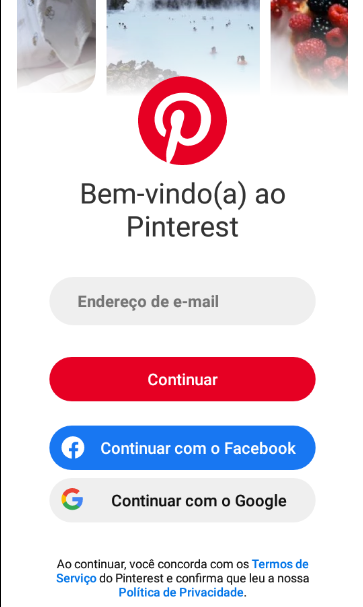 Bem-vindo(a) ao
Pinterest
Endereço de e-mail
Continuar
Continuar com o Facebook
Continuar com o Google
Ao continuar, você concorda com os Termos de
Serviço do Pinterest e confirma que leu a nossa
Política de Privacidade.